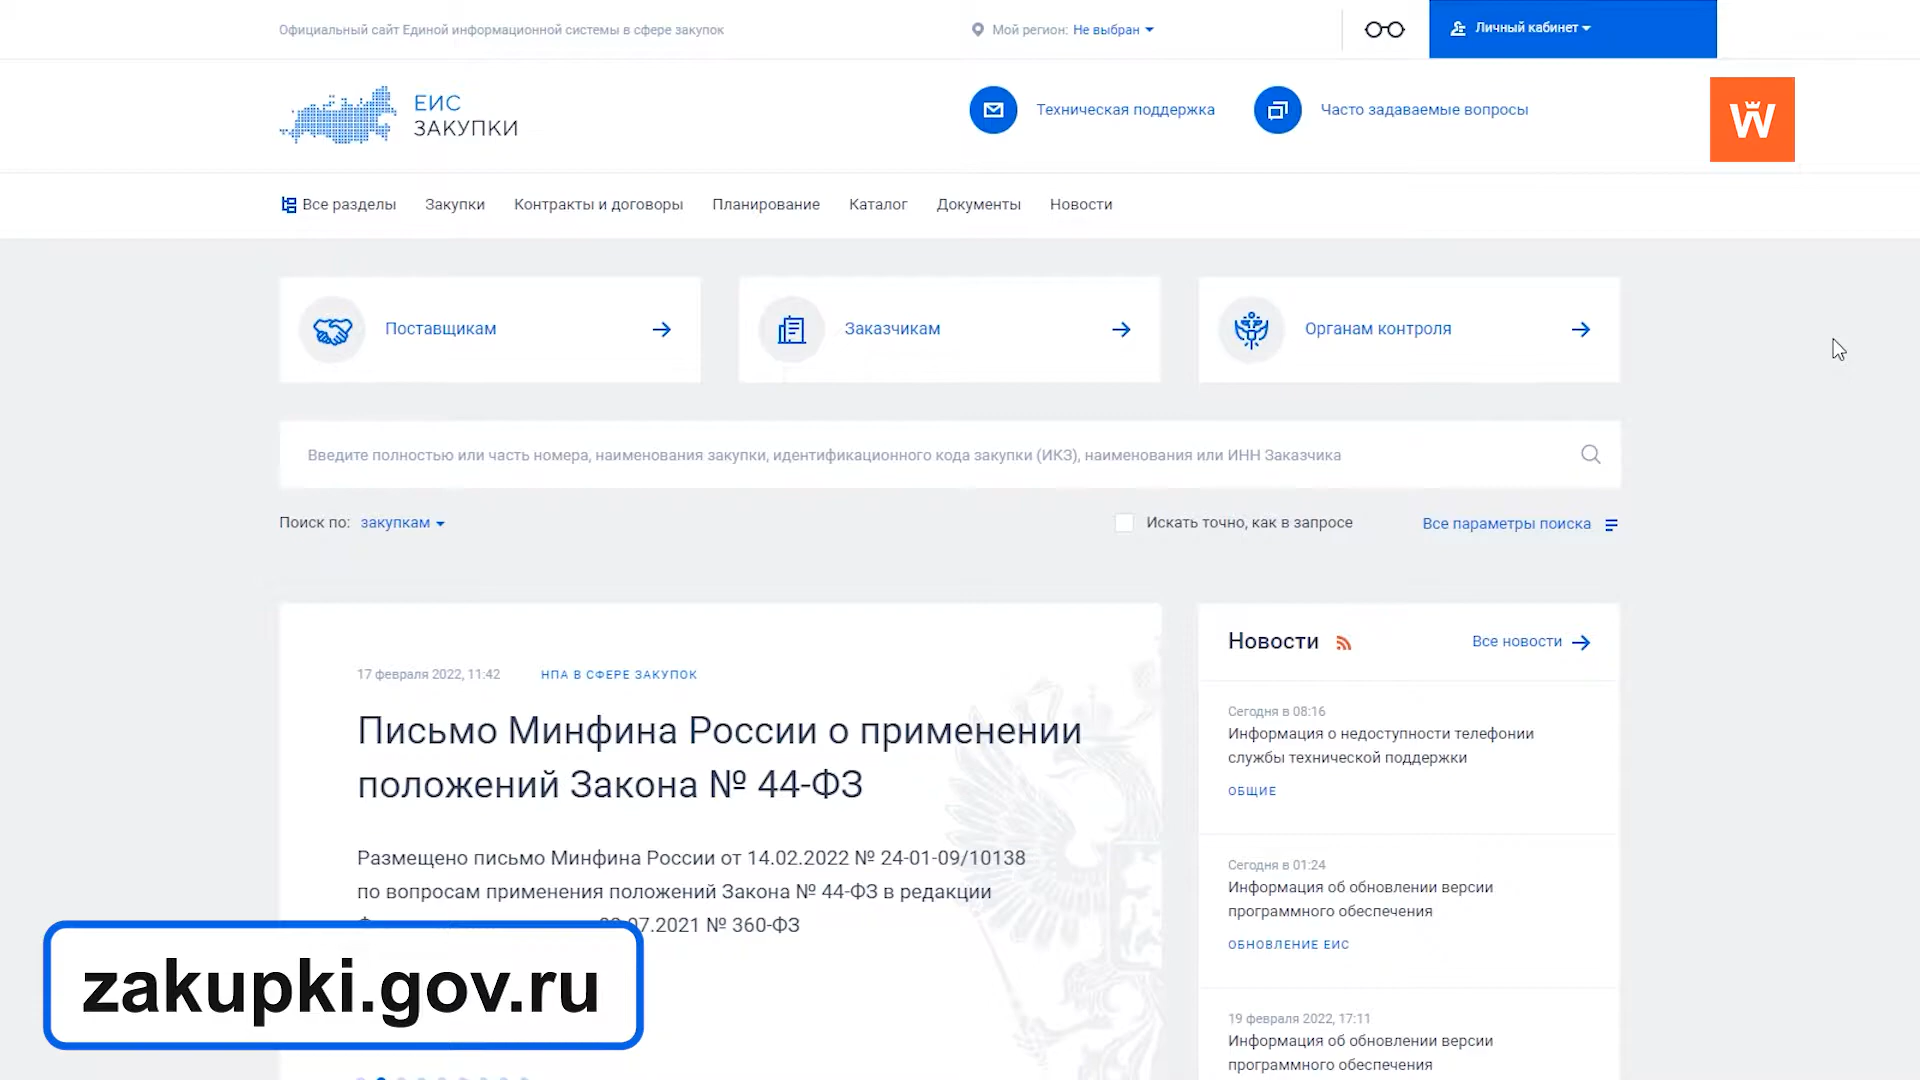 Официальный сайт Единой информационной системы в сфере закупок
Мой регион: Не выбран
Личный кабинет
ЕИС
ЗАКУПКИ
Техническая поддержка
Часто задаваемые вопросы
W
Все разделы
Закупки
Контракты и договоры
Планирование
Каталог
Документы
Новости
Поставщикам
Заказчикам
Органам контроля
Введите полностью или часть номера, наименования закупки, идентификационного кода закупки (ИКЗ), наименования или ИНН Заказчика
Поиск по: закупкам
Искать точно, как в запросе
Все параметры поиска
17 февраля 2022, 11:42
НПА В СФЕРЕ ЗАКУПОК
Письмо Минфина России о применении
положений Закона № 44-ФЗ
Размещено письмо Минфина России от 14.02.2022 № 24-01-09/10138
по вопросам применения положений Закона № 44-ФЗ в редакции
07.2021 № 360-ФЗ
zakupki.gov.ru
Новости
Все новости
Сегодня в 08:16
Информация о недоступности телефонии
службы технической поддержки
ОБЩИЕ
Сегодня в 01:24
Информация об обновлении версии
программного обеспечения
ОБНОВЛЕНИЕ ЕИС
19 февраля 2022, 17:11
Информация об обновлении версии
программного обеспечения